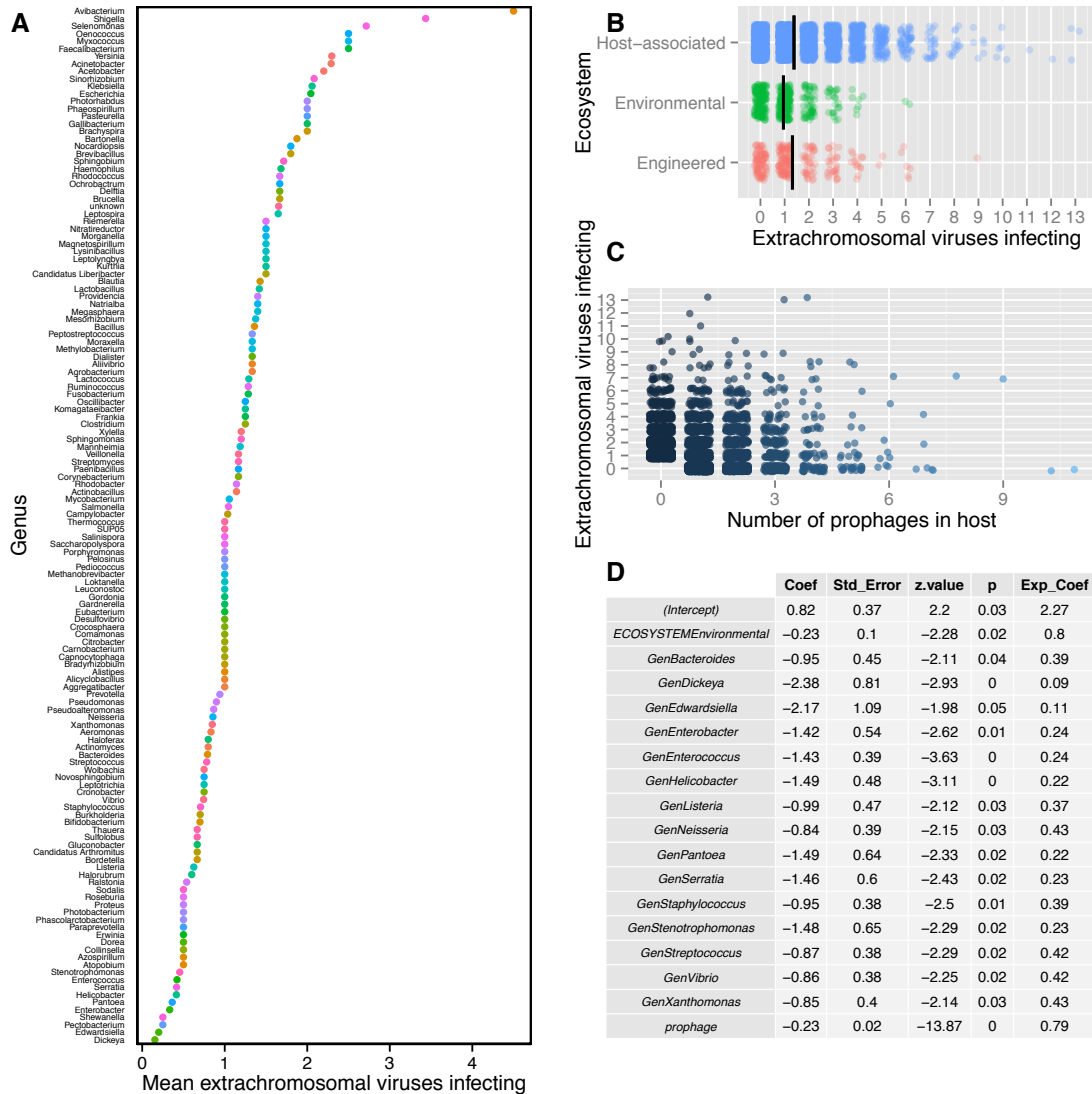 A
Avibacterium
Shigella
Selenomonas
Oenococcus
Myxococcus
Faecalibacterium
Yersinia
Acinetobacter
Acetobacter
Sinorhizobium
Klebsiella
Escherichia
Photorhabdus
Phaeospirillum
Pasteurella
Gallibacterium
Brachyspira
Bartonella
Nocardiopsis
Brevibacillus
Sphingobium
Haemophilus
Rhodococcus
Ochrobactrum
Delftia
Brucella
unknown
Leptospira
Riemerella
Nitratiruptor
Morganella
Magnetospirillum
Lysinibacillus
Leptolyngbya
Kurthia
Candidatus Liberibacter
Blautia
Lactobacillus
Providencia
Natrialba
Megasphaera
Mesorhizobium
Bacillus
Peptostreptococcus
Moraxella
Methylobacterium
Dialister
Aliivibrio
Agrobacterium
Lactococcus
Ruminococcus
Fusobacterium
Oscillibacter
Komagataeibacter
Frankia
Clostridium
Xylella
Sphingomonas
Mannheimia
Veillonella
Streptomyces
Paenibacillus
Corynebacterium
Rhodobacter
Actinobacillus
Mycobacterium
Salmonella
Campylobacter
Thermococcus
SUP05
Salinispora
Saccharopolyspora
Porphyromonas
Pelosinus
Pediococcus
Methanobrevibacter
Loktanella
Leuconostoc
Gordonia
Gardnerella
Eubacterium
Desulfovibrio
Crocosphaera
Comamonas
Citrobacter
Carnobacterium
Capnocytophaga
Bradyrhizobium
Alistipes
Alicyclobacillus
Aggregatibacter
Prevotella
Pseudomonas
Pseudoalteromonas
Neisseria
Xanthomonas
Aeromonas
Haloferax
Actinomyces
Bacteroides
Streptococcus
Wolbachia
Novosphingobium
Leptotrichia
Cronobacter
Vibrio
Staphylococcus
Burkholderia
Bifidobacterium
Thauera
Sulfolobus
Gluconobacter
Candidatus Arthromitus
Bordetella
Listeria
Halorubrum
Ralstonia
Sodalis
Roseburia
Proteus
Photobacterium
Phascolarctobacterium
Paraprevotella
Erwinia
Dorea
Collinsella
Azospirillum
Atopobium
Stenotrophomonas
Enterococcus
Serratia
Helicobacter
Pantoea
Enterobacter
Shewanella
Pectobacterium
Edwardsiella
Dickeya
Genus
0 1 2 3 4
Mean extrachromosomal viruses infecting
B
Ecosystem
Host−associated
Environmental
Engineered
0 1 2 3 4 5 6 7 8 9 10 11 12 13
Extrachromosomal viruses infecting
C
Extrachromosomal viruses infecting
13
12
11
10
9
8
7
6
5
4
3
2
1
0
0 3 6 9
Number of prophages in host
D
Coef Std_Error z.value p Exp_Coef
(Intercept) 0.82 0.37 2.2 0.03 2.27
ECOSYSTEMEnvironmental −0.23 0.1 −2.28 0.02 0.8
GenBacteroides −0.95 0.45 −2.11 0.04 0.39
GenDickeya −2.38 0.81 −2.93 0 0.09
GenEdwardsiella −2.17 1.09 −1.98 0.05 0.11
GenEnterobacter −1.42 0.54 −2.62 0.01 0.24
GenEnterococcus −1.43 0.39 −3.63 0 0.24
GenHelicobacter −1.49 0.48 −3.11 0 0.22
GenListeria −0.99 0.47 −2.12 0.03 0.37
GenNeisseria −0.84 0.39 −2.15 0.03 0.43
GenPantoea −1.49 0.64 −2.33 0.02 0.22
GenSerratia −1.46 0.6 −2.43 0.02 0.23
GenStaphylococcus −0.95 0.38 −2.5 0.01 0.39
GenStenotrophomonas −1.48 0.65 −2.29 0.02 0.23
GenStreptococcus −0.87 0.38 −2.29 0.02 0.42
GenVibrio −0.86 0.38 −2.25 0.02 0.42
GenXanthomonas −0.85 0.4 −2.14 0.03 0.43
prophage −0.23 0.02 −13.87 0 0.79